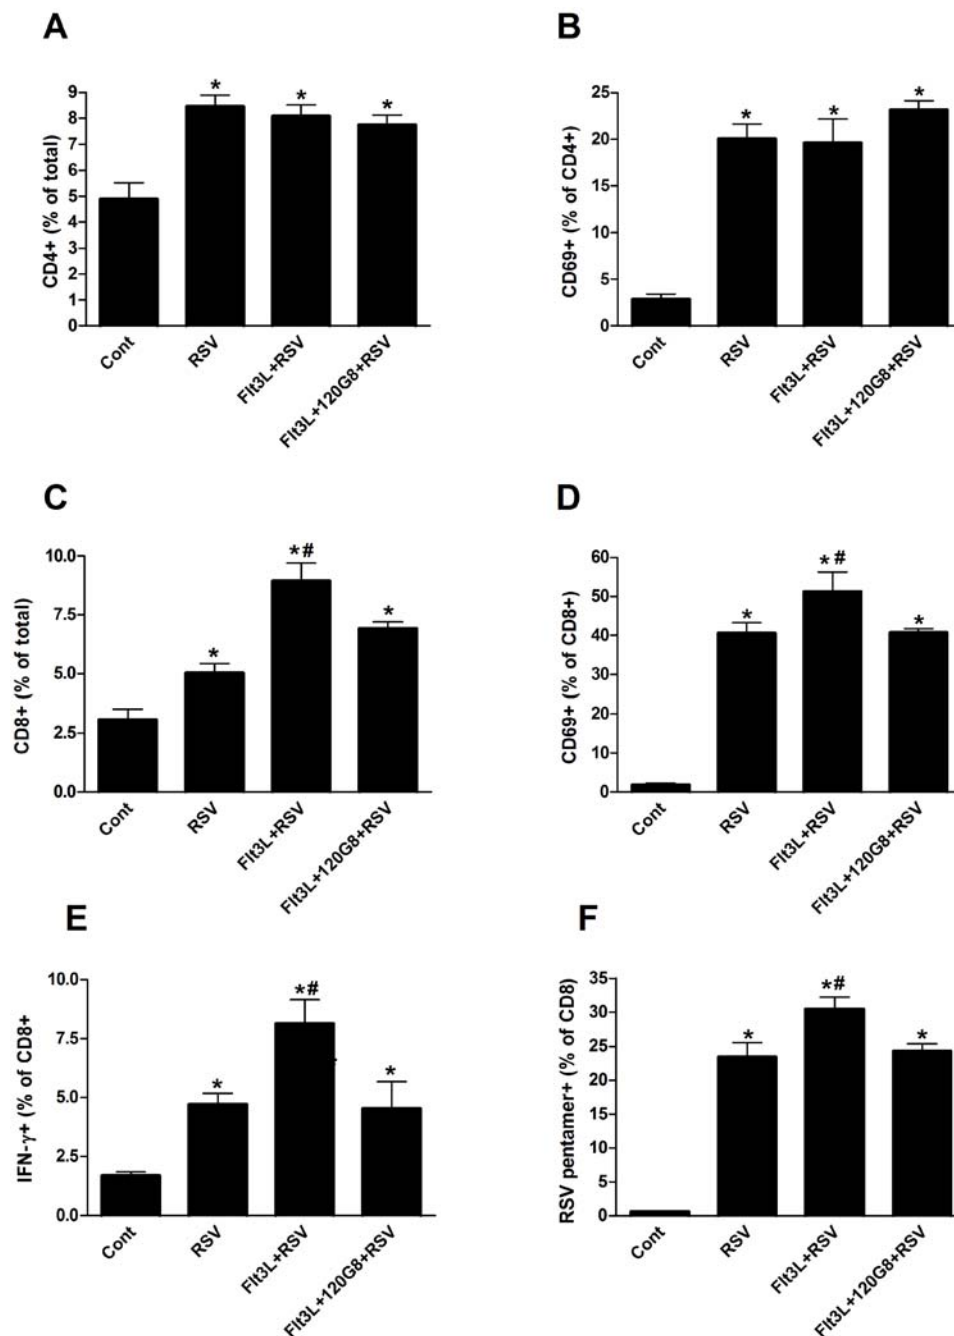 A
CD4+ (% of total)
9
8
7
6
5
4
3
2
1
0
*
*
*
Cont
RSV
Flt3L+RSV
Flt3L+120G8+RSV
B
CD69+ (% of CD4+)
25
20
15
10
5
0
*
*
*
Cont
RSV
Flt3L+RSV
Flt3L+120G8+RSV
C
CD8+ (% of total)
10.0
7.5
5.0
2.5
0.0
*
*#
*
Cont
RSV
Flt3L+RSV
Flt3L+120G8+RSV
D
CD69+ (% of CD8+)
60
50
40
30
20
10
0
*
*#
*
Cont
RSV
Flt3L+RSV
Flt3L+120G8+RSV
E
IFN-γ+ (% of CD8+
10.0
7.5
5.0
2.5
0.0
*
*#
*
Cont
RSV
Flt3L+RSV
Flt3L+120G8+RSV
F
RSV pentamer+ (% of CD8)
35
30
25
20
15
10
5
0
*
*#
*
Cont
RSV
Flt3L+RSV
Flt3L+120G8+RSV